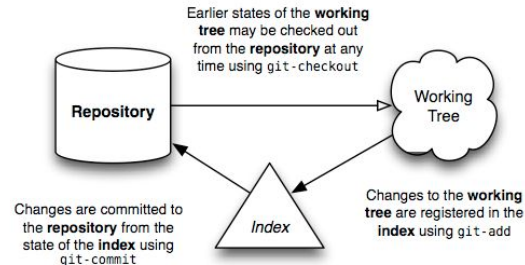 Earlier states of the working
tree may be checked out
from the repository at any
time using git-checkout
Repository
Working
Tree
Index
Changes are committed to
the repository from the
state of the index using
git-commit
Changes to the working
tree are registered in the
index using git-add